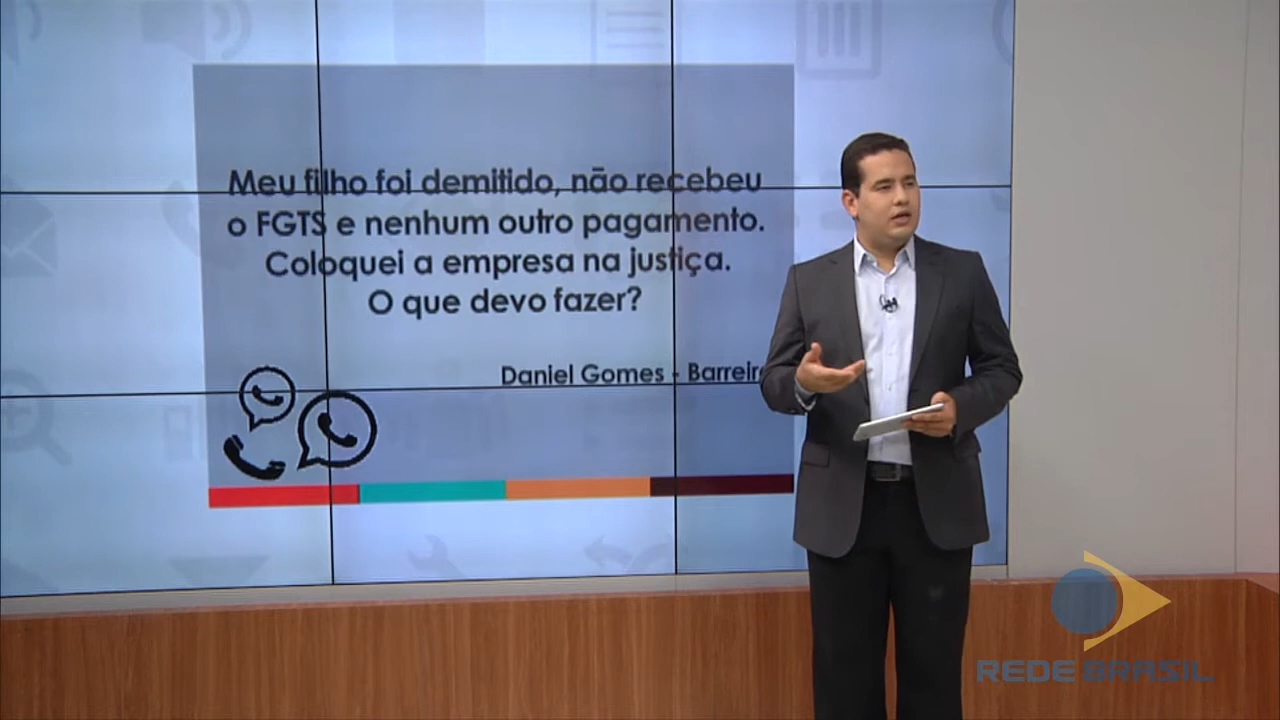 Meu filho foi demitido, não recebeu
o FGTS e nenhum outro pagamento.
Coloquei a empresa na justiça.
O que devo fazer?
Daniel Gomes - Barreir
REDE BRASIL